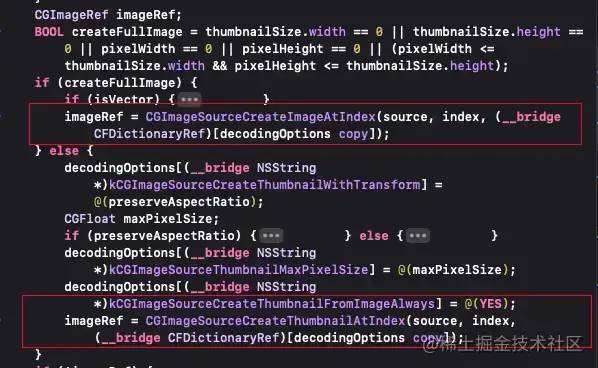 CGImageRef imageRef;
BOOL createFullImage = thumbnailSize.width == 0 || thumbnailSize.height ==
0 || pixelWidth == 0 || pixelHeight == 0 || (pixelWidth <=
thumbnailSize.width && pixelHeight <= thumbnailSize.height);
if (createFullImage) {
if (isVector) {••• }
imageRef = CGImageSourceCreateImageAtIndex(source, index, (__bridge
CFDictionaryRef)[decodingOptions copy]);
} else {
decodingOptions[(__bridge NSString
*)kCGImageSourceCreateThumbnailWithTransform] =
@(preserveAspectRatio);
CGFloat maxPixelSize;
if (preserveAspectRatio) {••• } else {••• }
decodingOptions[(__bridge NSString
*)kCGImageSourceThumbnailMaxPixelSize] = @(maxPixelSize);
decodingOptions[(__bridge NSString
*)kCGImageSourceCreateThumbnailFromImageAlways] = @(YES);
imageRef = CGImageSourceCreateThumbnailAtIndex(source, index,
(__bridge CFDictionaryRef)[decodingOptions copy]);
}
@稀土掘金技术社区